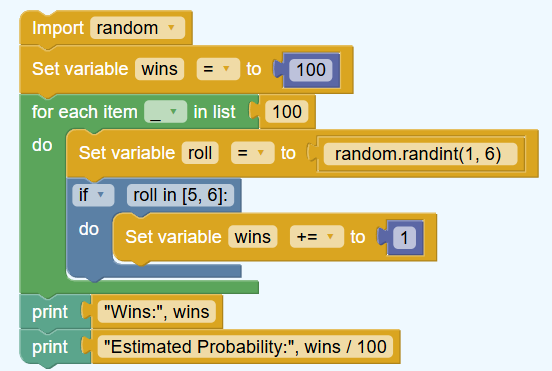 Import random
Set variable wins = to 100
for each item _ in list 100
do Set variable roll = to random.randint(1, 6)
if roll in [5, 6]:
do Set variable wins += to 1
print "Wins:", wins
print "Estimated Probability:", wins / 100